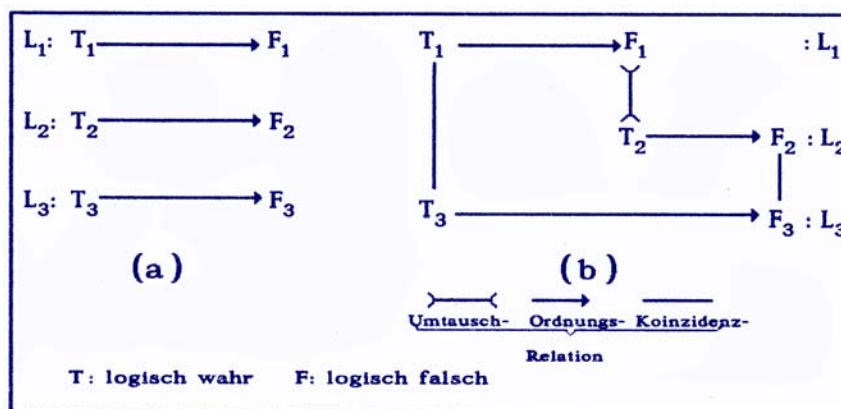 L1: T1 F1
L2: T2 F2
L3: T3 F3
(a)
T1 F1 : L1
T2 F2 : L2
T3 F3 : L3
(b)
Umtausch- Ordnungs- Koinzidenz-
Relation
T: logisch wahr F: logisch falsch